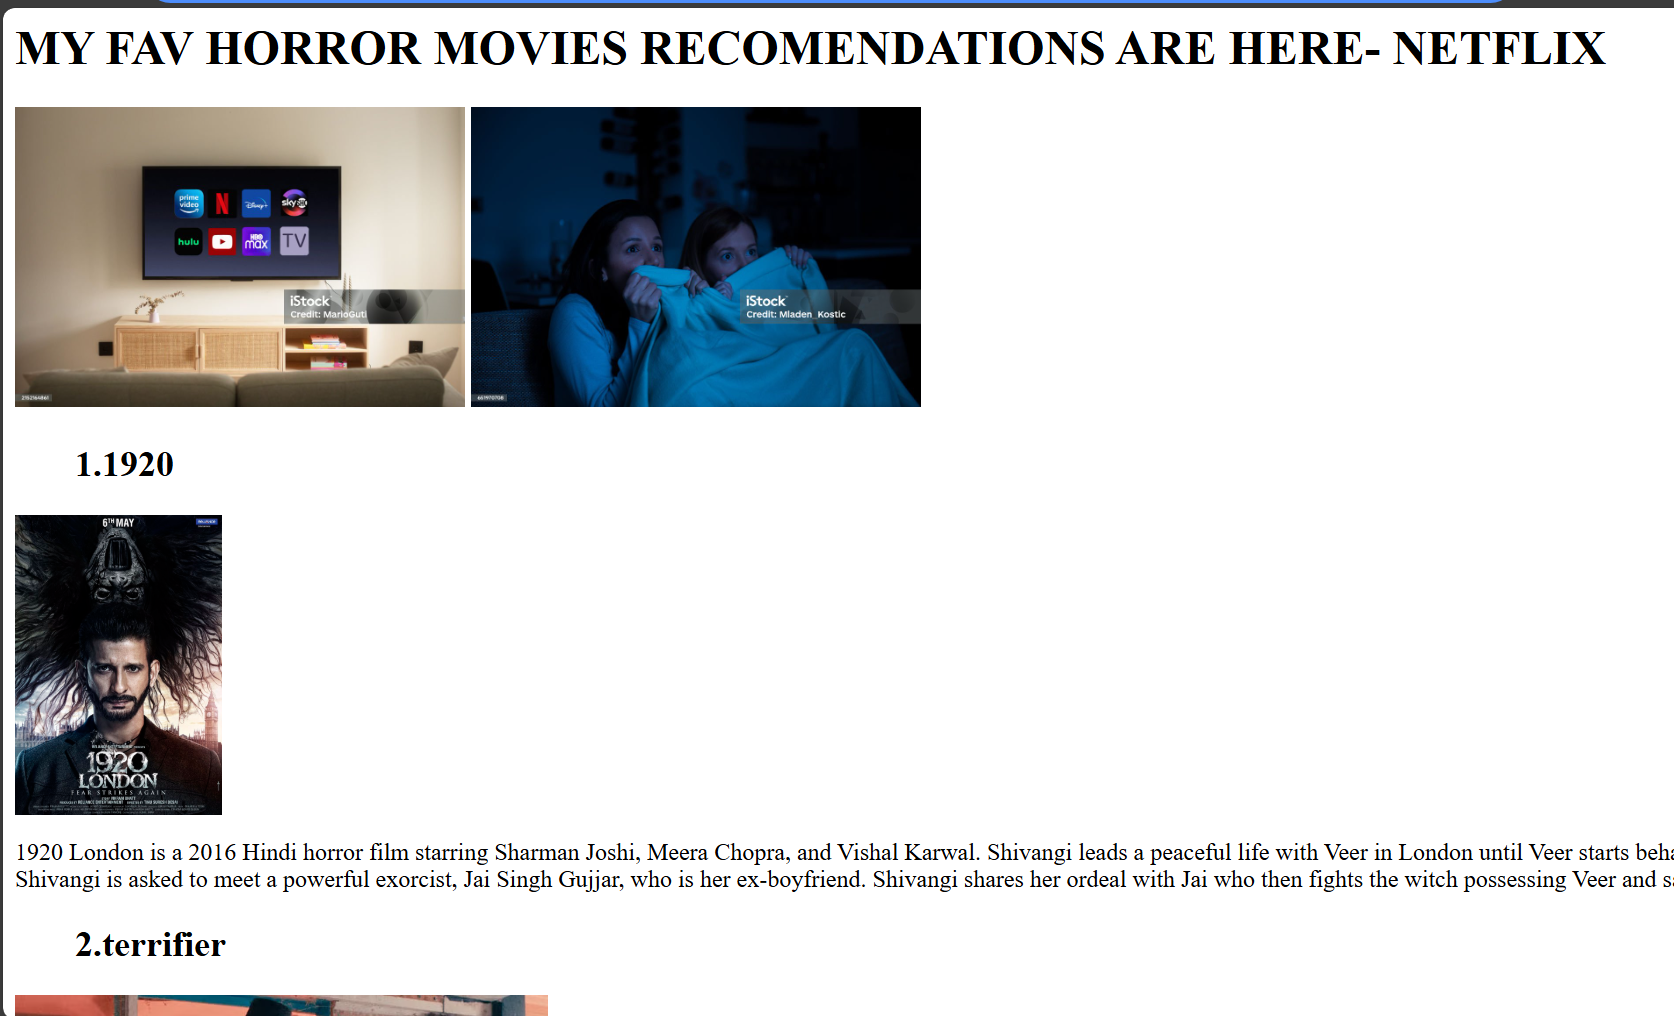 MY FAV HORROR MOVIES RECOMENDATIONS ARE HERE- NETFLIX
prime video
N
Disney+
sky
hulu
HBO max
TV
iStock
Credit: MarioGuti
2152164861
iStock
Credit: Mladen_Kostic
661970700
1.1920
6TH MAY
1920
LONDON
FEAR STRIKES AGAIN
1920 London is a 2016 Hindi horror film starring Sharman Joshi, Meera Chopra, and Vishal Karwal. Shivangi leads a peaceful life with Veer in London until Veer starts beha
Shivangi is asked to meet a powerful exorcist, Jai Singh Gujjar, who is her ex-boyfriend. Shivangi shares her ordeal with Jai who then fights the witch possessing Veer and sa
2.terrifier